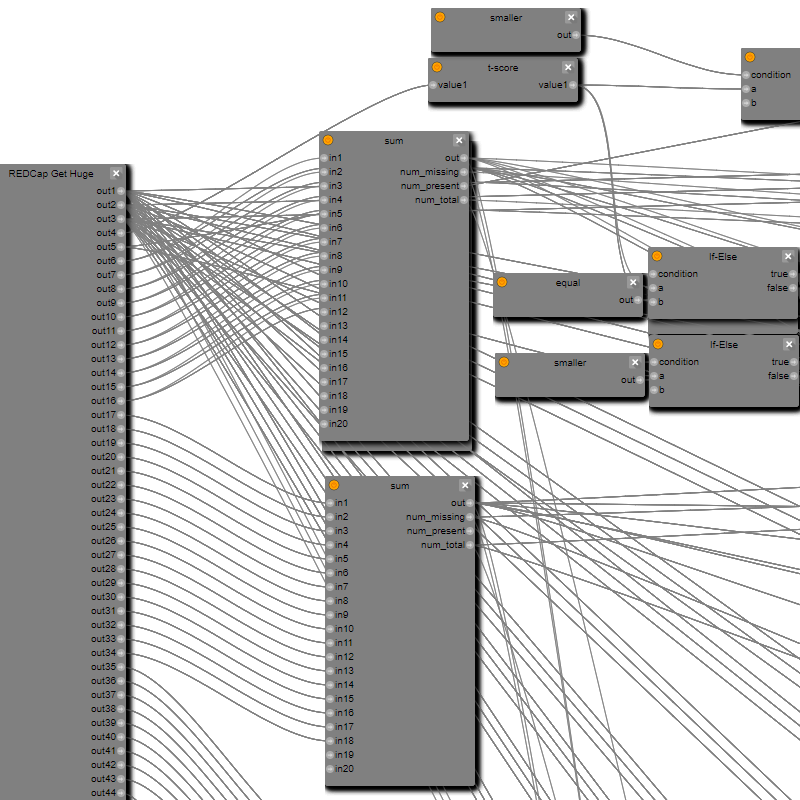 smaller
out
t-score
value1 value1
condition
a
b
REDCap Get Huge
out1
out2
out3
out4
out5
out6
out7
out8
out9
out10
out11
out12
out13
out14
out15
out16
out17
out18
out19
out20
out21
out22
out23
out24
out25
out26
out27
out28
out29
out30
out31
out32
out33
out34
out35
out36
out37
out38
out39
out40
out41
out42
out43
out44
sum
in1 out
in2 num_missing
in3 num_present
in4 num_total
in5
in6
in7
in8
in9
in10
in11
in12
in13
in14
in15
in16
in17
in18
in19
in20
equal
out
If-Else
condition true
a false
b
smaller
out
If-Else
condition true
a false
b
sum
in1 out
in2 num_missing
in3 num_present
in4 num_total
in5
in6
in7
in8
in9
in10
in11
in12
in13
in14
in15
in16
in17
in18
in19
in20